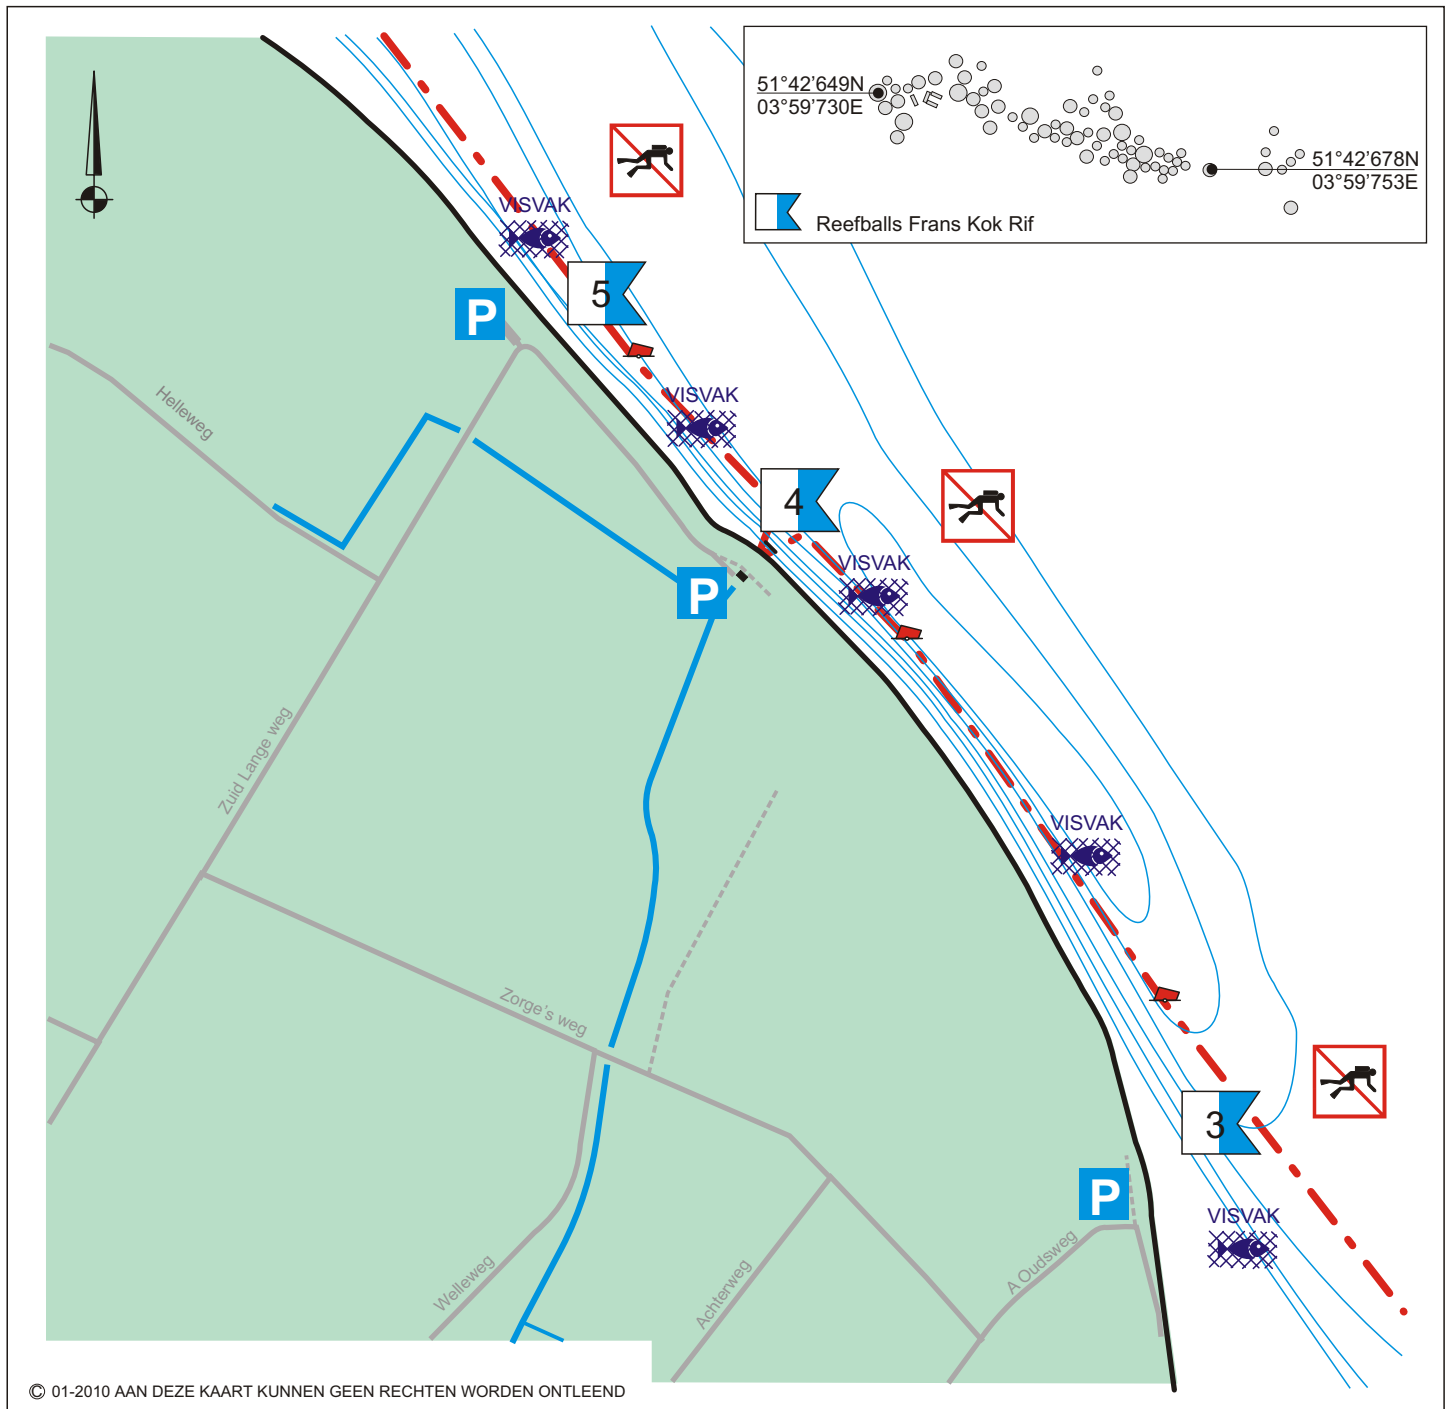 51°42'649N
03°59'730E
51°42'678N
03°59'753E
Reefballs Frans Kok Rif
VISVAK
5
P
VISVAK
Helleweg
4
VISVAK
P
Zuid Lange weg
VISVAK
Zorge's weg
3
P
VISVAK
A Oudsweg
Welleweg
Achterweg
© 01-2010 AAN DEZE KAART KUNNEN GEEN RECHTEN WORDEN ONTLEEND